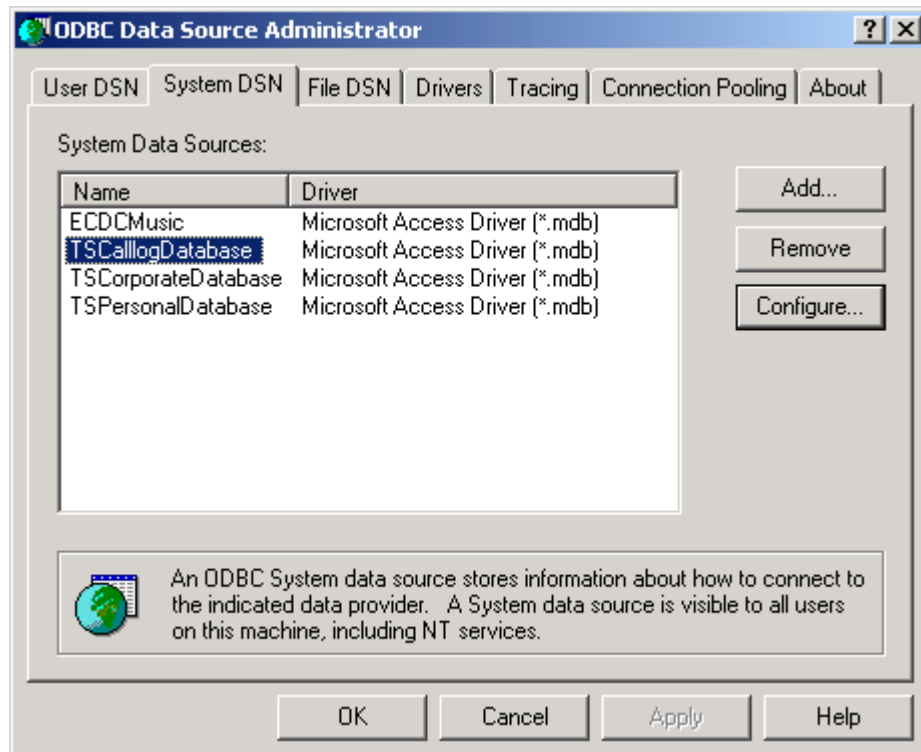 ODBC Data Source Administrator
User DSN System DSN File DSN Drivers Tracing Connection Pooling About
System Data Sources:
Name Driver
ECDCMusic Microsoft Access Driver (*.mdb)
TSCalllogDatabase Microsoft Access Driver (*.mdb)
TSCorporateDatabase Microsoft Access Driver (*.mdb)
TSPersonalDatabase Microsoft Access Driver (*.mdb)
Add...
Remove
Configure...
An ODBC System data source stores information about how to connect to
the indicated data provider. A System data source is visible to all users
on this machine, including NT services.
OK Cancel Apply Help